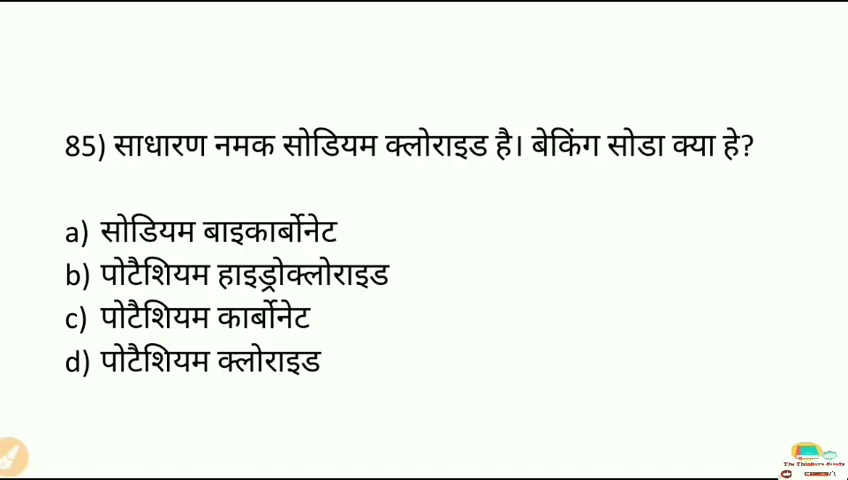 85) साधारण नमक सोडियम क्लोराइड है। बेकिंग सोडा क्या हे?
a) सोडियम बाइकार्बोनेट
b) पोटैशियम हाइड्रोक्लोराइड
c) पोटैशियम कार्बोनेट
d) पोटैशियम क्लोराइड